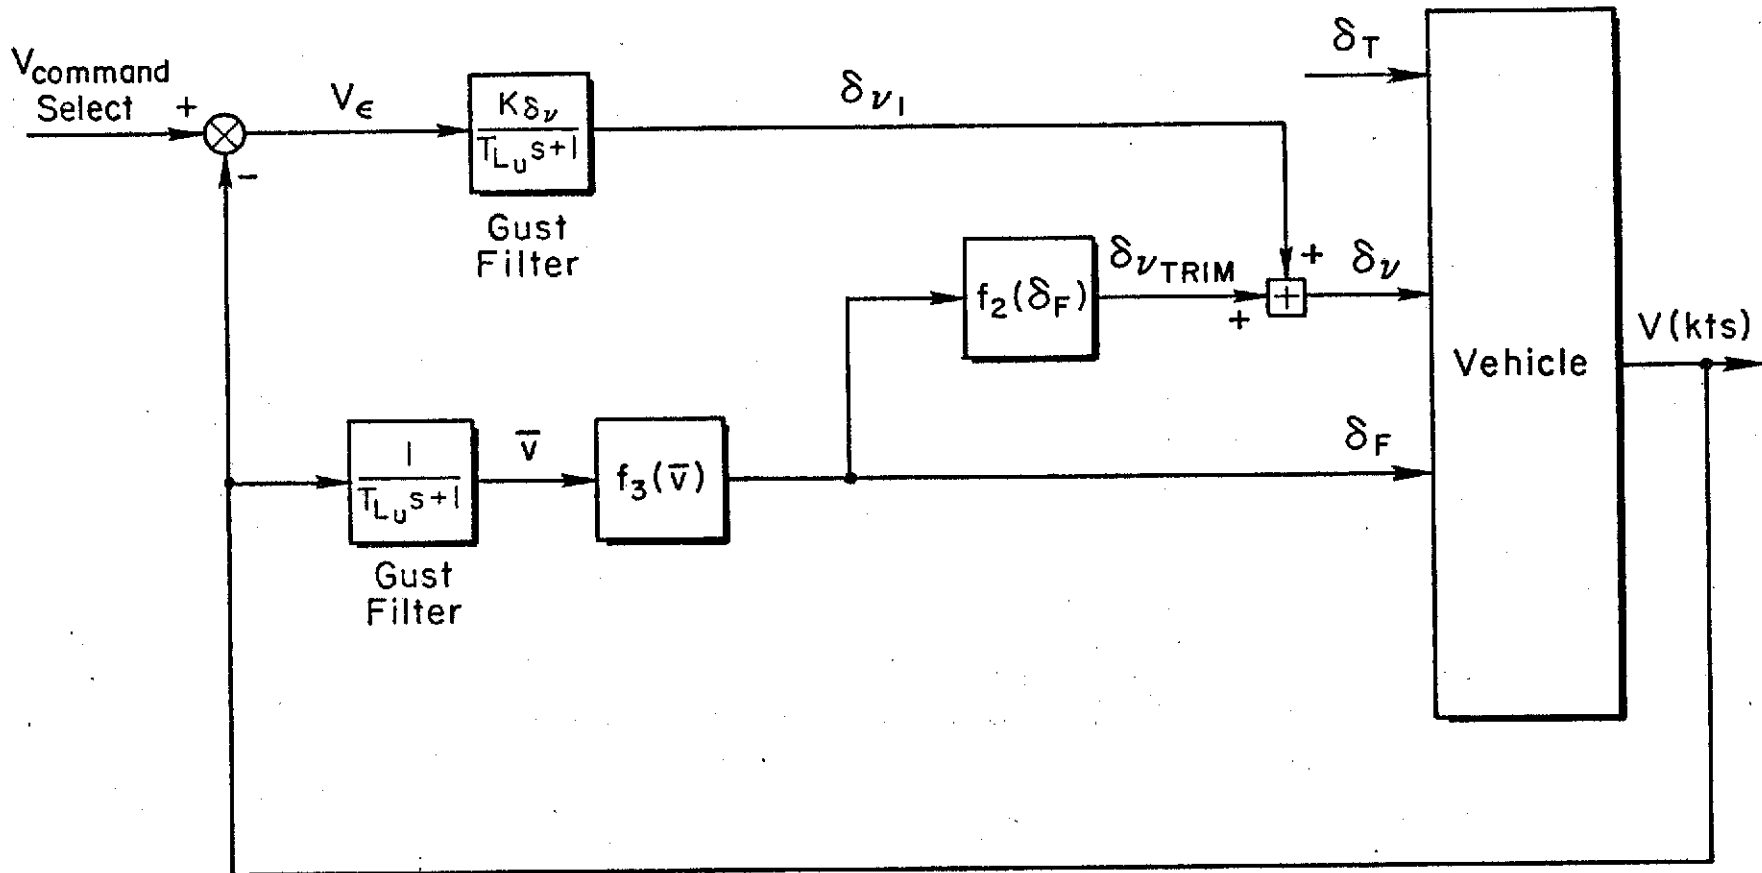 V command
Select
+
-
Vϵ
Kδν
TLᵤs+1
Gust
Filter
δν1
δT
f2(δF)
δνTRIM
+
+
+
δν
Vehicle
V(kts)
1
TLᵤs+1
Gust
Filter
v̅
f3(v̅)
δF